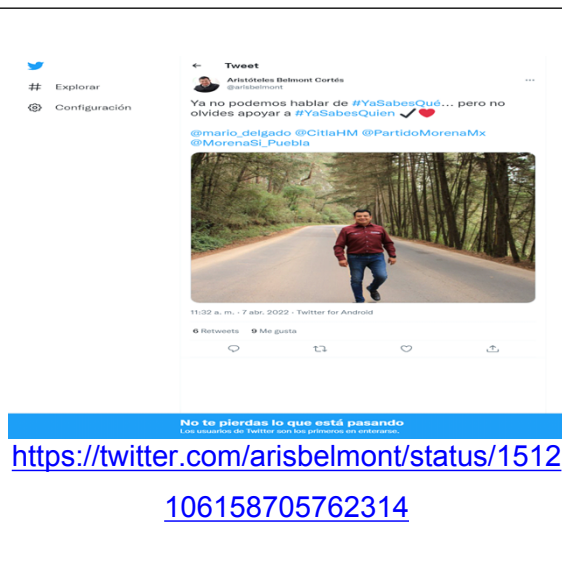 Tweet
Aristóteles Belmont Cortés
@arisbelmont
Explorar
Configuración
Ya no podemos hablar de #YaSabesQué... pero no
olvides apoyar a #YaSabesQuien ✔️❤️
@mario_delgado @CitlaHM @PartidoMorenaMx
@MorenaSi_Puebla
11:32 a. m. · 7 abr. 2022 · Twitter for Android
6 Retweets 9 Me gusta
No te pierdas lo que está pasando
Los usuarios de Twitter son los primeros en enterarse.
https://twitter.com/arisbelmont/status/1512
106158705762314